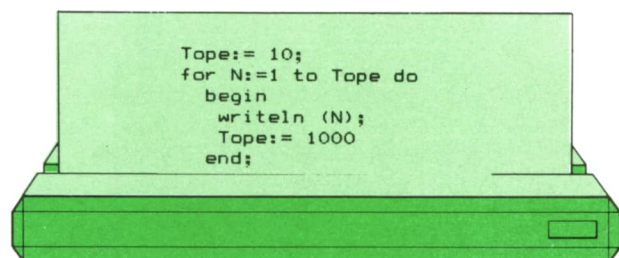 Tope:= 10;
for N:=1 to Tope do
begin
writeln (N);
Tope:= 1000
end;